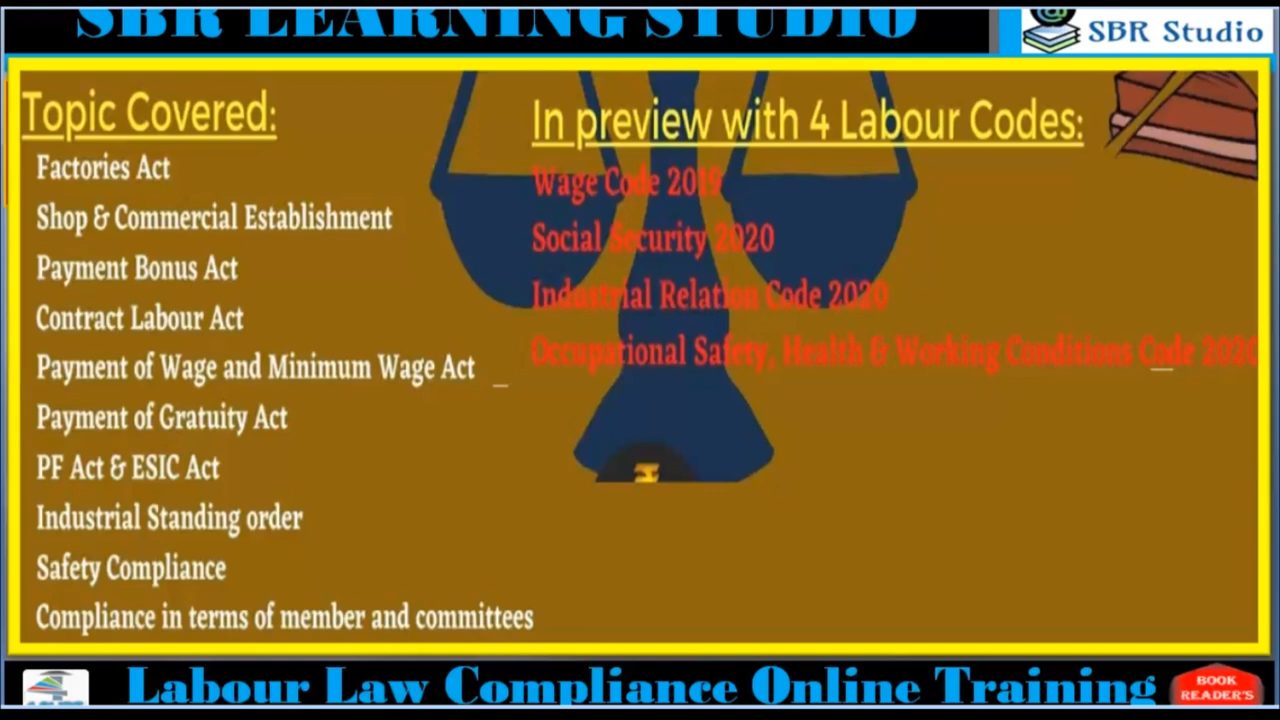 SBR LEARNING STUDIO
SBR Studio
Topic Covered:
Factories Act
Shop & Commercial Establishment
Payment Bonus Act
Contract Labour Act
Payment of Wage and Minimum Wage Act
Payment of Gratuity Act
PF Act & ESIC Act
Industrial Standing order
Safety Compliance
Compliance in terms of member and committees
In preview with 4 Labour Codes:
Wage Code 2019
Social Security 2020
Industrial Relation Code 2020
Occupational Safety, Health & Working Conditions Code 2020
Labour Law Compliance Online Training
BOOK
READER'S